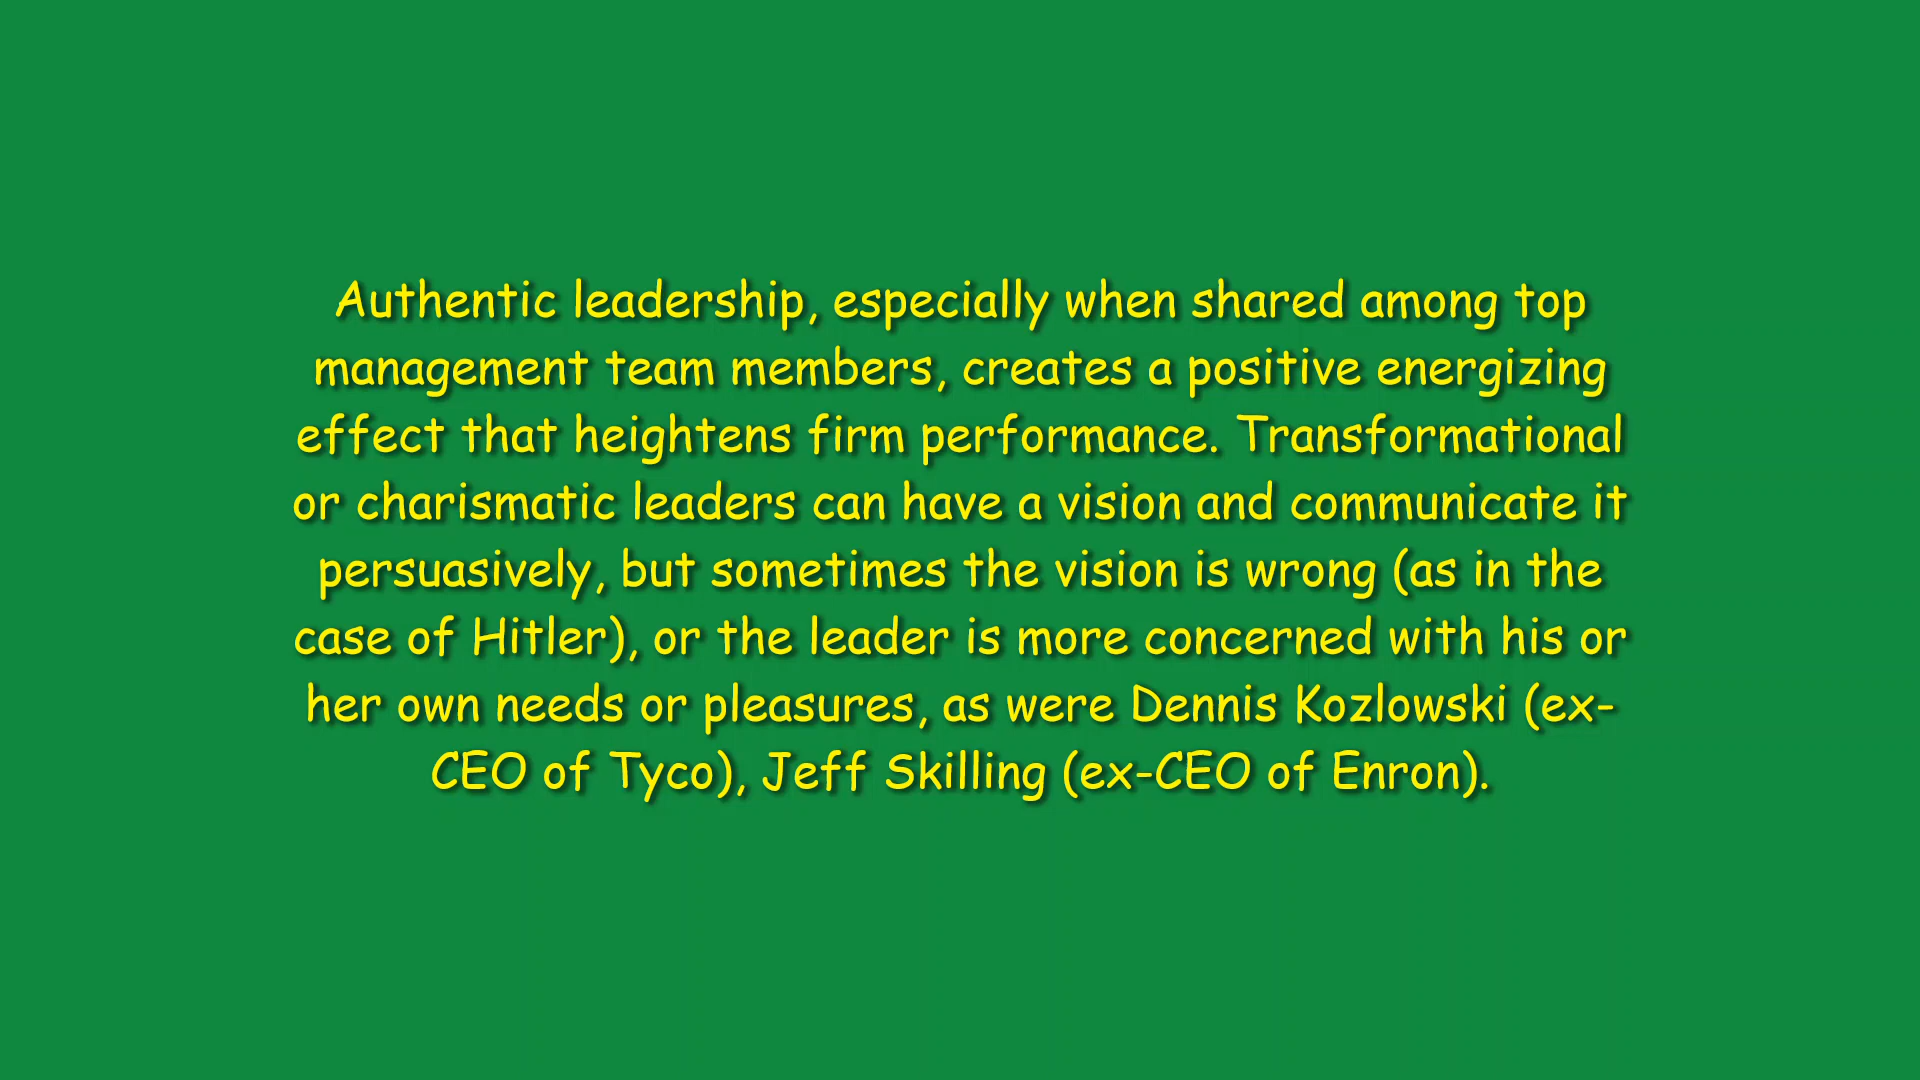 Authentic leadership, especially when shared among top
management team members, creates a positive energizing
effect that heightens firm performance. Transformational
or charismatic leaders can have a vision and communicate it
persuasively, but sometimes the vision is wrong (as in the
case of Hitler), or the leader is more concerned with his or
her own needs or pleasures, as were Dennis Kozlowski (ex-
CEO of Tyco), Jeff Skilling (ex-CEO of Enron).